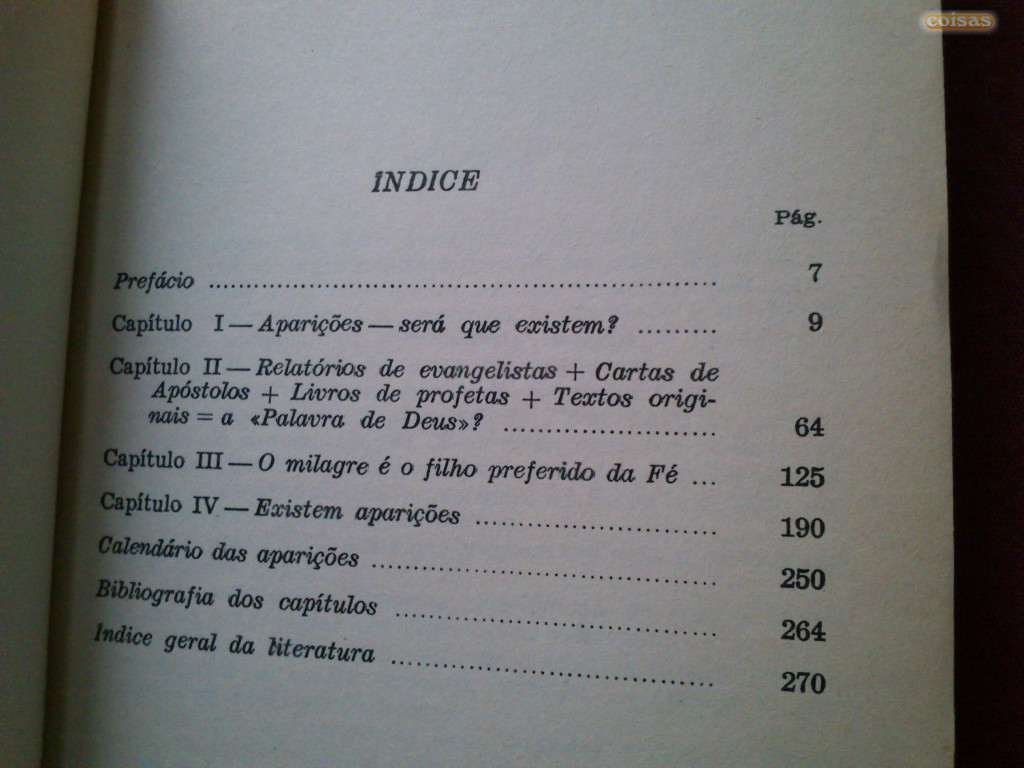 coisas
ÍNDICE
Pág.
Prefácio ........................................................ 7
Capítulo I — Aparições — será que existem? ......... 9
Capítulo II — Relatórios de evangelistas + Cartas de
Apóstolos + Livros de profetas + Textos origi-
nais = a «Palavra de Deus»? ........................ 64
Capítulo III — O milagre é o filho preferido da Fé ... 125
Capítulo IV — Existem aparições ........................... 190
Calendário das aparições ...................................... 250
Bibliografia dos capítulos .................................... 264
Índice geral da literatura .................................... 270